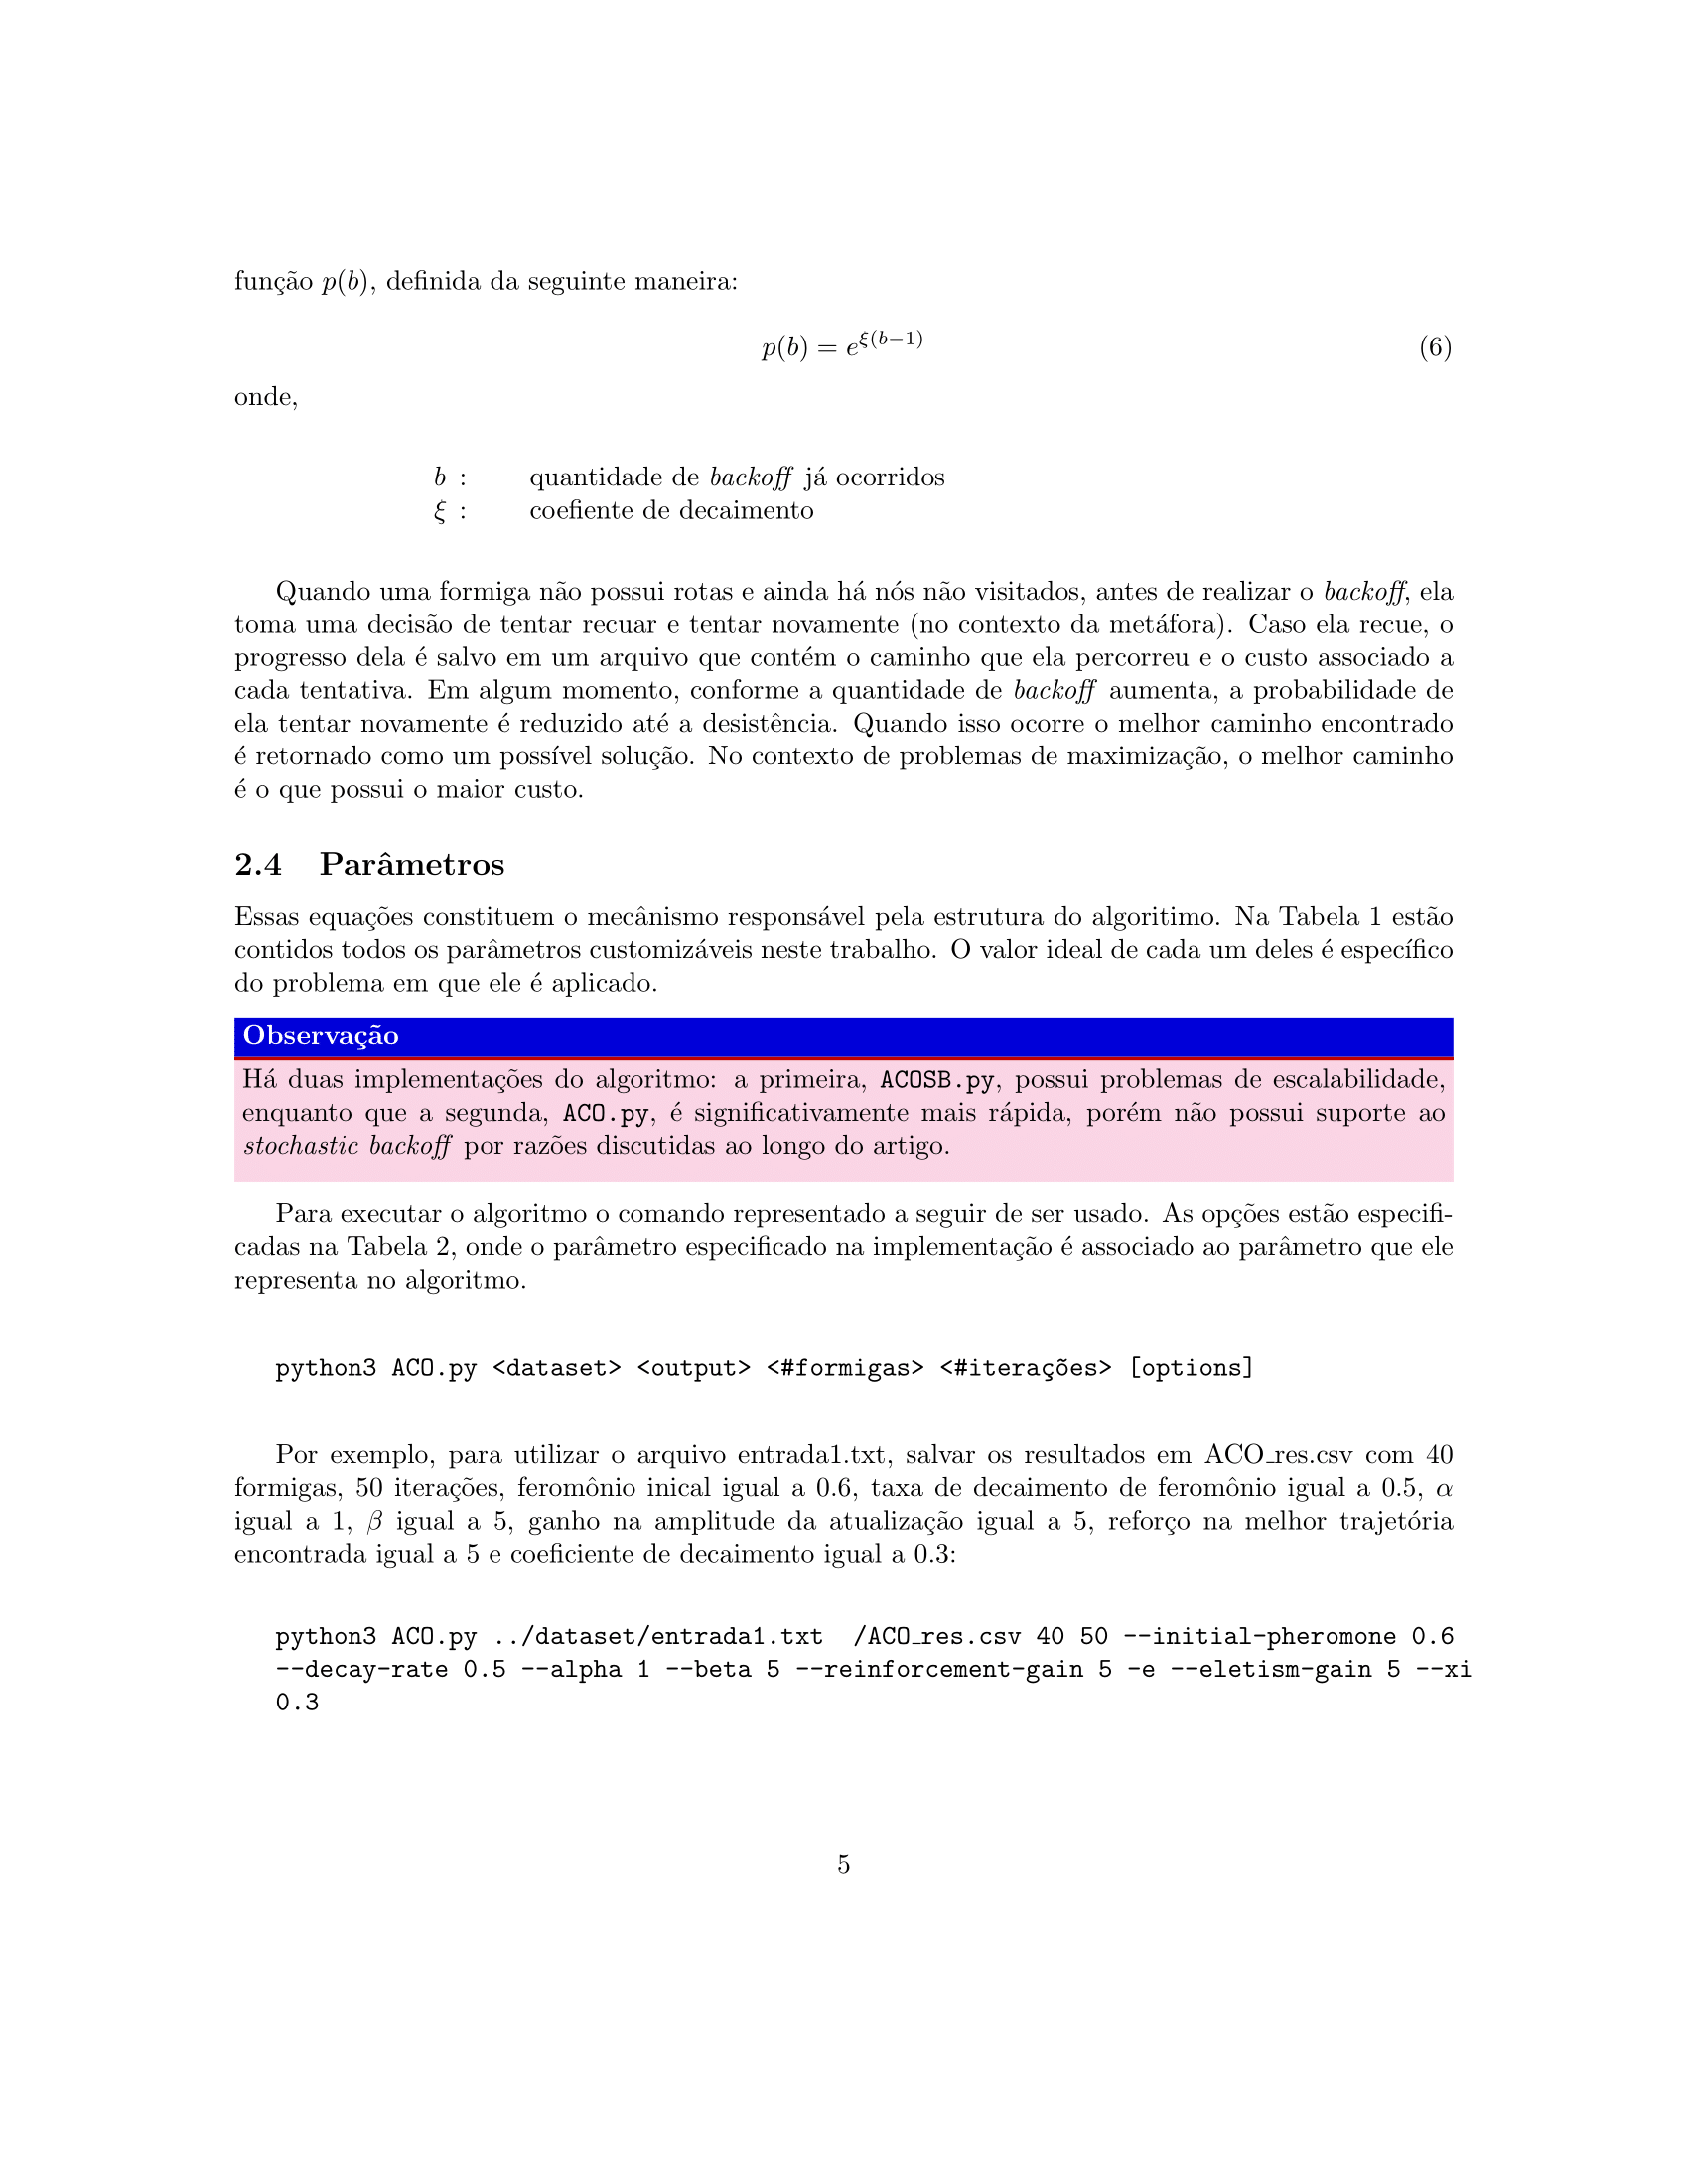 função p(b), definida da seguinte maneira:
p(b) = e^{ξ(b−1)} (6)
onde,
b : quantidade de backoff já ocorridos
ξ : coefiente de decaimento
Quando uma formiga não possui rotas e ainda há nós não visitados, antes de realizar o backoff, ela
toma uma decisão de tentar recuar e tentar novamente (no contexto da metáfora). Caso ela recue, o
progresso dela é salvo em um arquivo que contém o caminho que ela percorreu e o custo associado a
cada tentativa. Em algum momento, conforme a quantidade de backoff aumenta, a probabilidade de
ela tentar novamente é reduzido até a desistência. Quando isso ocorre o melhor caminho encontrado
é retornado como um possível solução. No contexto de problemas de maximização, o melhor caminho
é o que possui o maior custo.
2.4 Parâmetros
Essas equações constituem o mecânismo responsável pela estrutura do algoritimo. Na Tabela 1 estão
contidos todos os parâmetros customizáveis neste trabalho. O valor ideal de cada um deles é específico
do problema em que ele é aplicado.
Observação
Há duas implementações do algoritmo: a primeira, ACOSB.py, possui problemas de escalabilidade,
enquanto que a segunda, ACO.py, é significativamente mais rápida, porém não possui suporte ao
stochastic backoff por razões discutidas ao longo do artigo.
Para executar o algoritmo o comando representado a seguir de ser usado. As opções estão especifi-
cadas na Tabela 2, onde o parâmetro especificado na implementação é associado ao parâmetro que ele
representa no algoritmo.
python3 ACO.py <dataset> <output> <#formigas> <#iterações> [options]
Por exemplo, para utilizar o arquivo entrada1.txt, salvar os resultados em ACO_res.csv com 40
formigas, 50 iterações, feromônio inical igual a 0.6, taxa de decaimento de feromônio igual a 0.5, α
igual a 1, β igual a 5, ganho na amplitude da atualização igual a 5, reforço na melhor trajetória
encontrada igual a 5 e coeficiente de decaimento igual a 0.3:
python3 ACO.py ../dataset/entrada1.txt /ACO_res.csv 40 50 --initial-pheromone 0.6
--decay-rate 0.5 --alpha 1 --beta 5 --reinforcement-gain 5 -e --eletism-gain 5 --xi
0.3
5